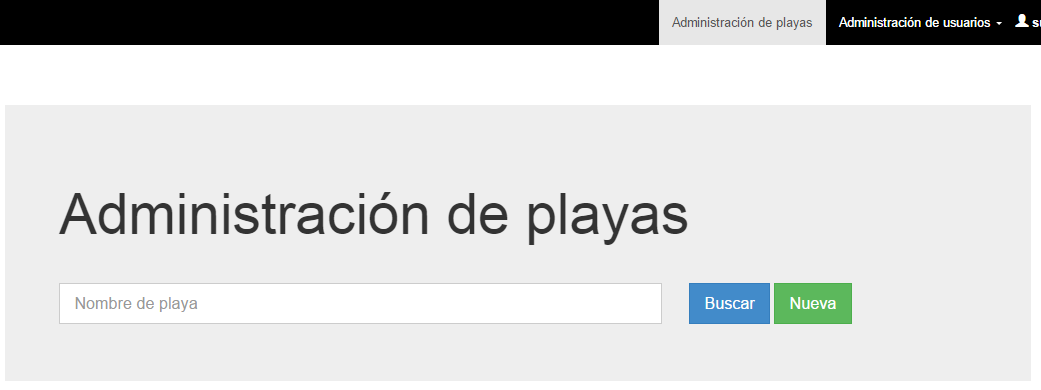 Administración de playas Administración de usuarios
Administración de playas
Nombre de playa Buscar Nueva